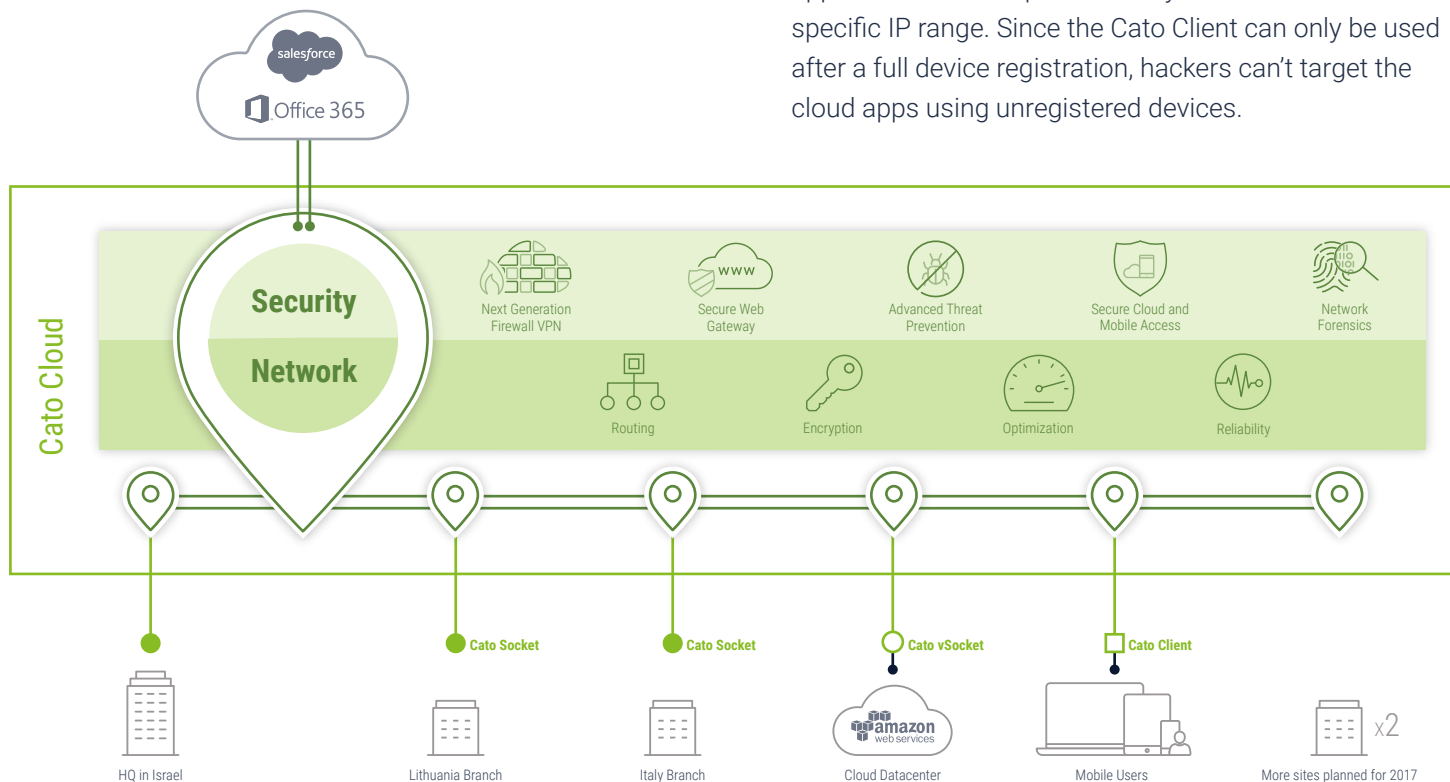 specific IP range. Since the Cato Client can only be used
after a full device registration, hackers can’t target the
cloud apps using unregistered devices.
salesforce
Office 365
Cato Cloud
Security
Network
Next Generation
Firewall VPN
Secure Web
Gateway
WWW
Advanced Threat
Prevention
Secure Cloud and
Mobile Access
Network
Forensics
Routing
Encryption
Optimization
Reliability
Cato Socket
Cato Socket
Cato vSocket
Cato Client
amazon
web services
x2
HQ in Israel
Lithuania Branch
Italy Branch
Cloud Datacenter
Mobile Users
More sites planned for 2017